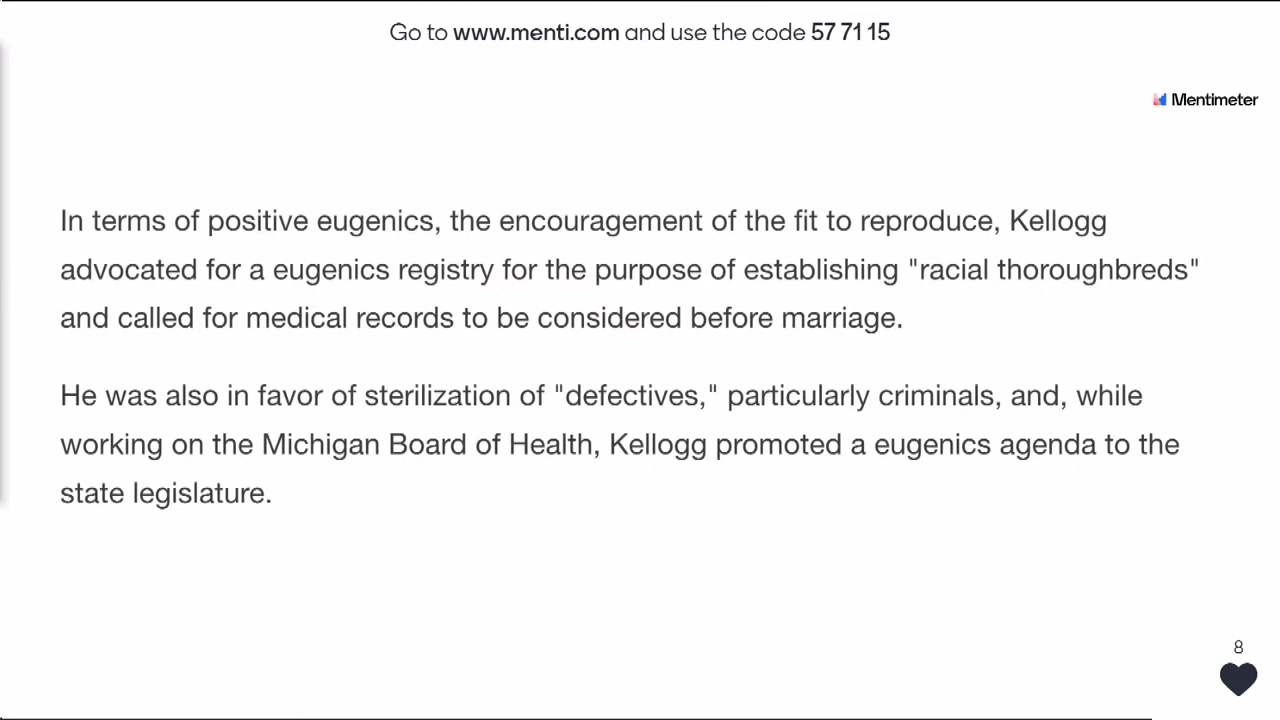 Go to www.menti.com and use the code 57 71 15
Mentimeter
In terms of positive eugenics, the encouragement of the fit to reproduce, Kellogg
advocated for a eugenics registry for the purpose of establishing "racial thoroughbreds"
and called for medical records to be considered before marriage.
He was also in favor of sterilization of "defectives," particularly criminals, and, while
working on the Michigan Board of Health, Kellogg promoted a eugenics agenda to the
state legislature.
8